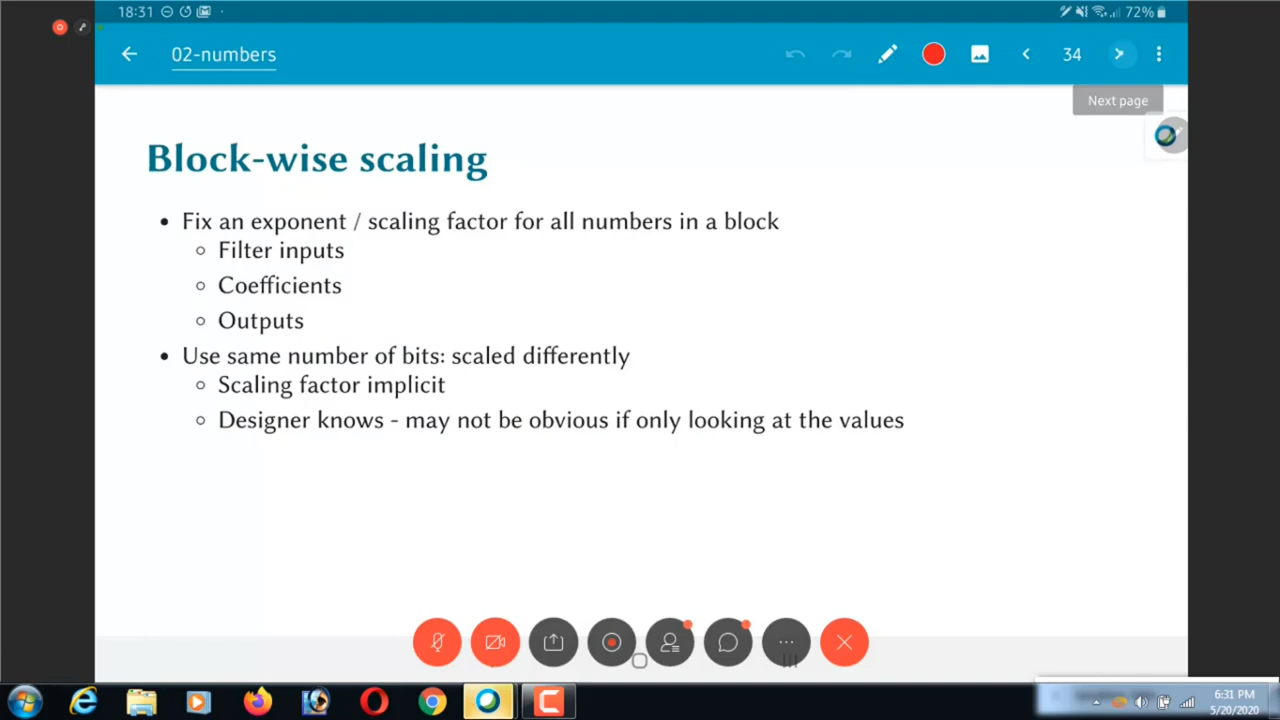 18:31
72%
02-numbers
34
Next page
Block-wise scaling
• Fix an exponent / scaling factor for all numbers in a block
○ Filter inputs
○ Coefficients
○ Outputs
• Use same number of bits: scaled differently
○ Scaling factor implicit
○ Designer knows - may not be obvious if only looking at the values
6:31 PM
5/20/2020